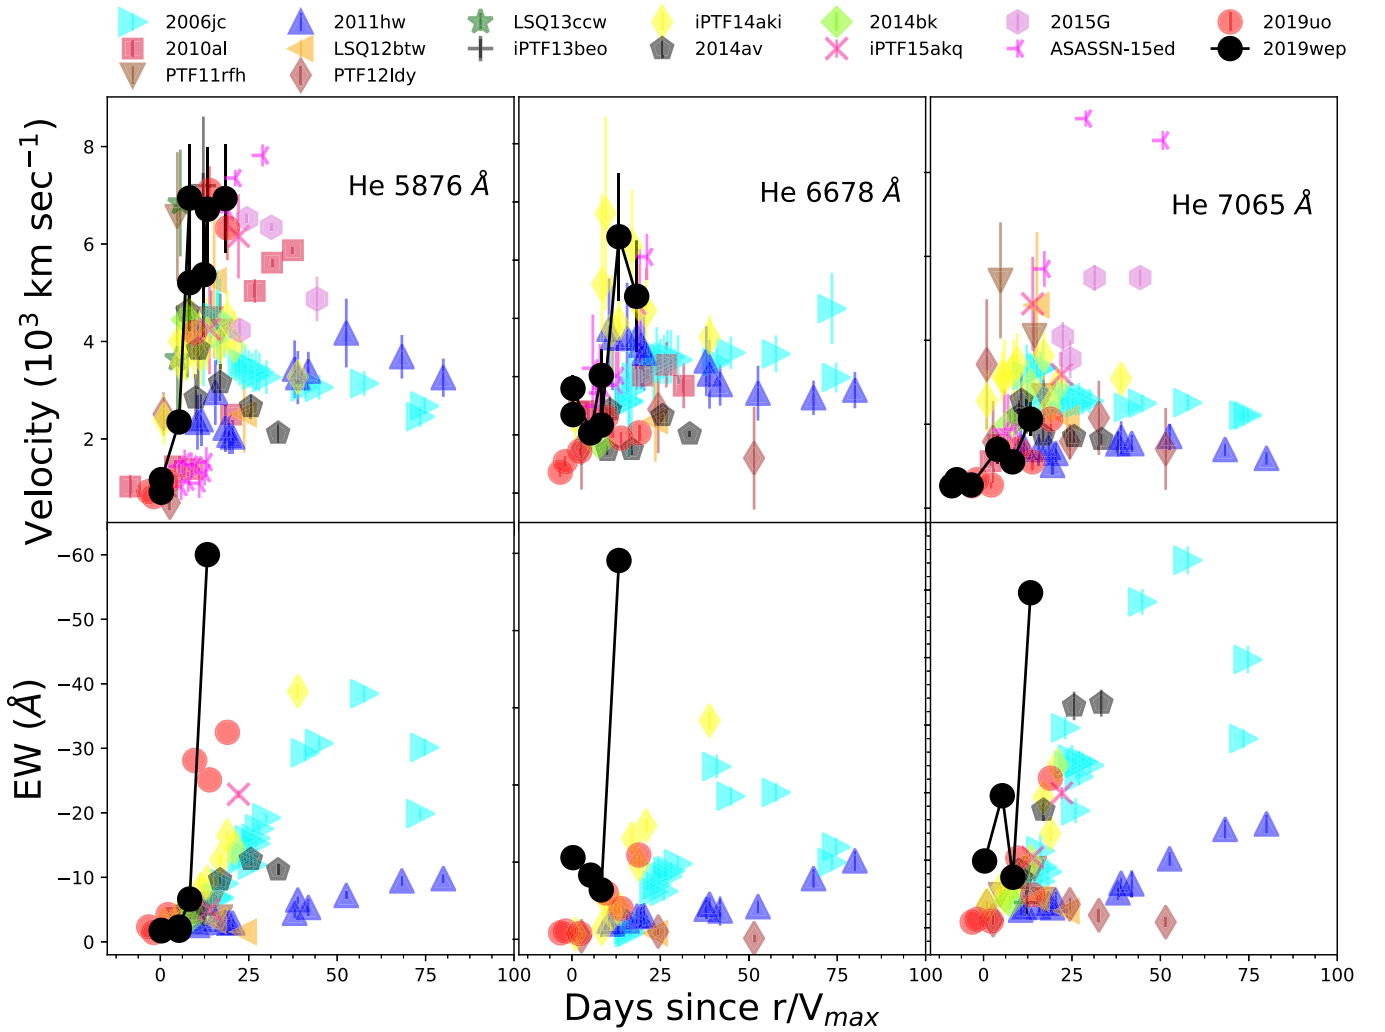 2006jc 2011hw LSQ13ccw iPTF14aki 2014bk 2015G 2019uo
2010al LSQ12btw iPTF13beo 2014av iPTF15akq ASASSN-15ed 2019wep
PTF11rfh PTF12ldy
Velocity (10³ km sec⁻¹)
8
6
4
2
He 5876 Å
He 6678 Å
He 7065 Å
EW (Å)
−60
−50
−40
−30
−20
−10
0
0 25 50 75 100 0 25 50 75 100 0 25 50 75 100
Days since r/Vmax